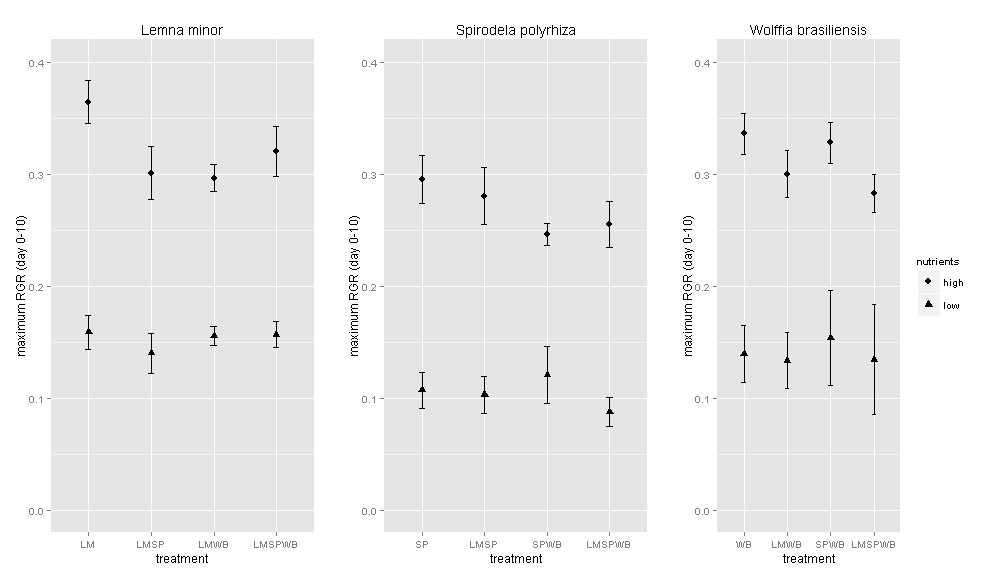 Lemna minor
Spirodela polyrhiza
Wolffia brasiliensis
maximum RGR (day 0-10)
0.4
0.3
0.2
0.1
0.0
LM LMSP LMWB LMSPWB
treatment
maximum RGR (day 0-10)
0.4
0.3
0.2
0.1
0.0
SP LMSP SPWB LMSPWB
treatment
maximum RGR (day 0-10)
0.4
0.3
0.2
0.1
0.0
WB LMWB SPWB LMSPWB
treatment
nutrients
high
low